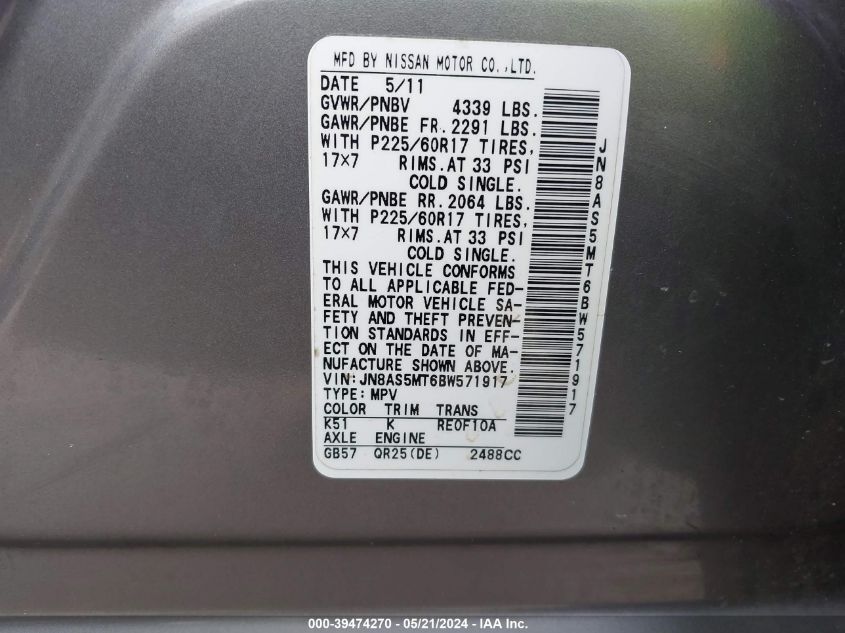 MFD BY NISSAN MOTOR CO.,LTD.
DATE 5/11
GVWR/PNBV 4339 LBS.
GAWR/PNBE FR. 2291 LBS.
WITH P225/60R17 TIRES,
17×7 RIMS.AT 33 PSI
COLD SINGLE.
GAWR/PNBE RR. 2064 LBS.
WITH P225/60R17 TIRES,
17×7 RIMS.AT 33 PSI
COLD SINGLE.
THIS VEHICLE CONFORMS
TO ALL APPLICABLE FED-
ERAL MOTOR VEHICLE SA-
FETY AND THEFT PREVEN-
TION STANDARDS IN EFF-
ECT ON THE DATE OF MA-
NUFACTURE SHOWN ABOVE.
VIN: JN8AS5MT6BW571917
TYPE: MPV
COLOR TRIM TRANS
K51 K RE0F10A
AXLE ENGINE
GB57 QR25(DE) 2488CC
JN8AS5MT6BW571917
000-39474270 - 05/21/2024 - IAA Inc.